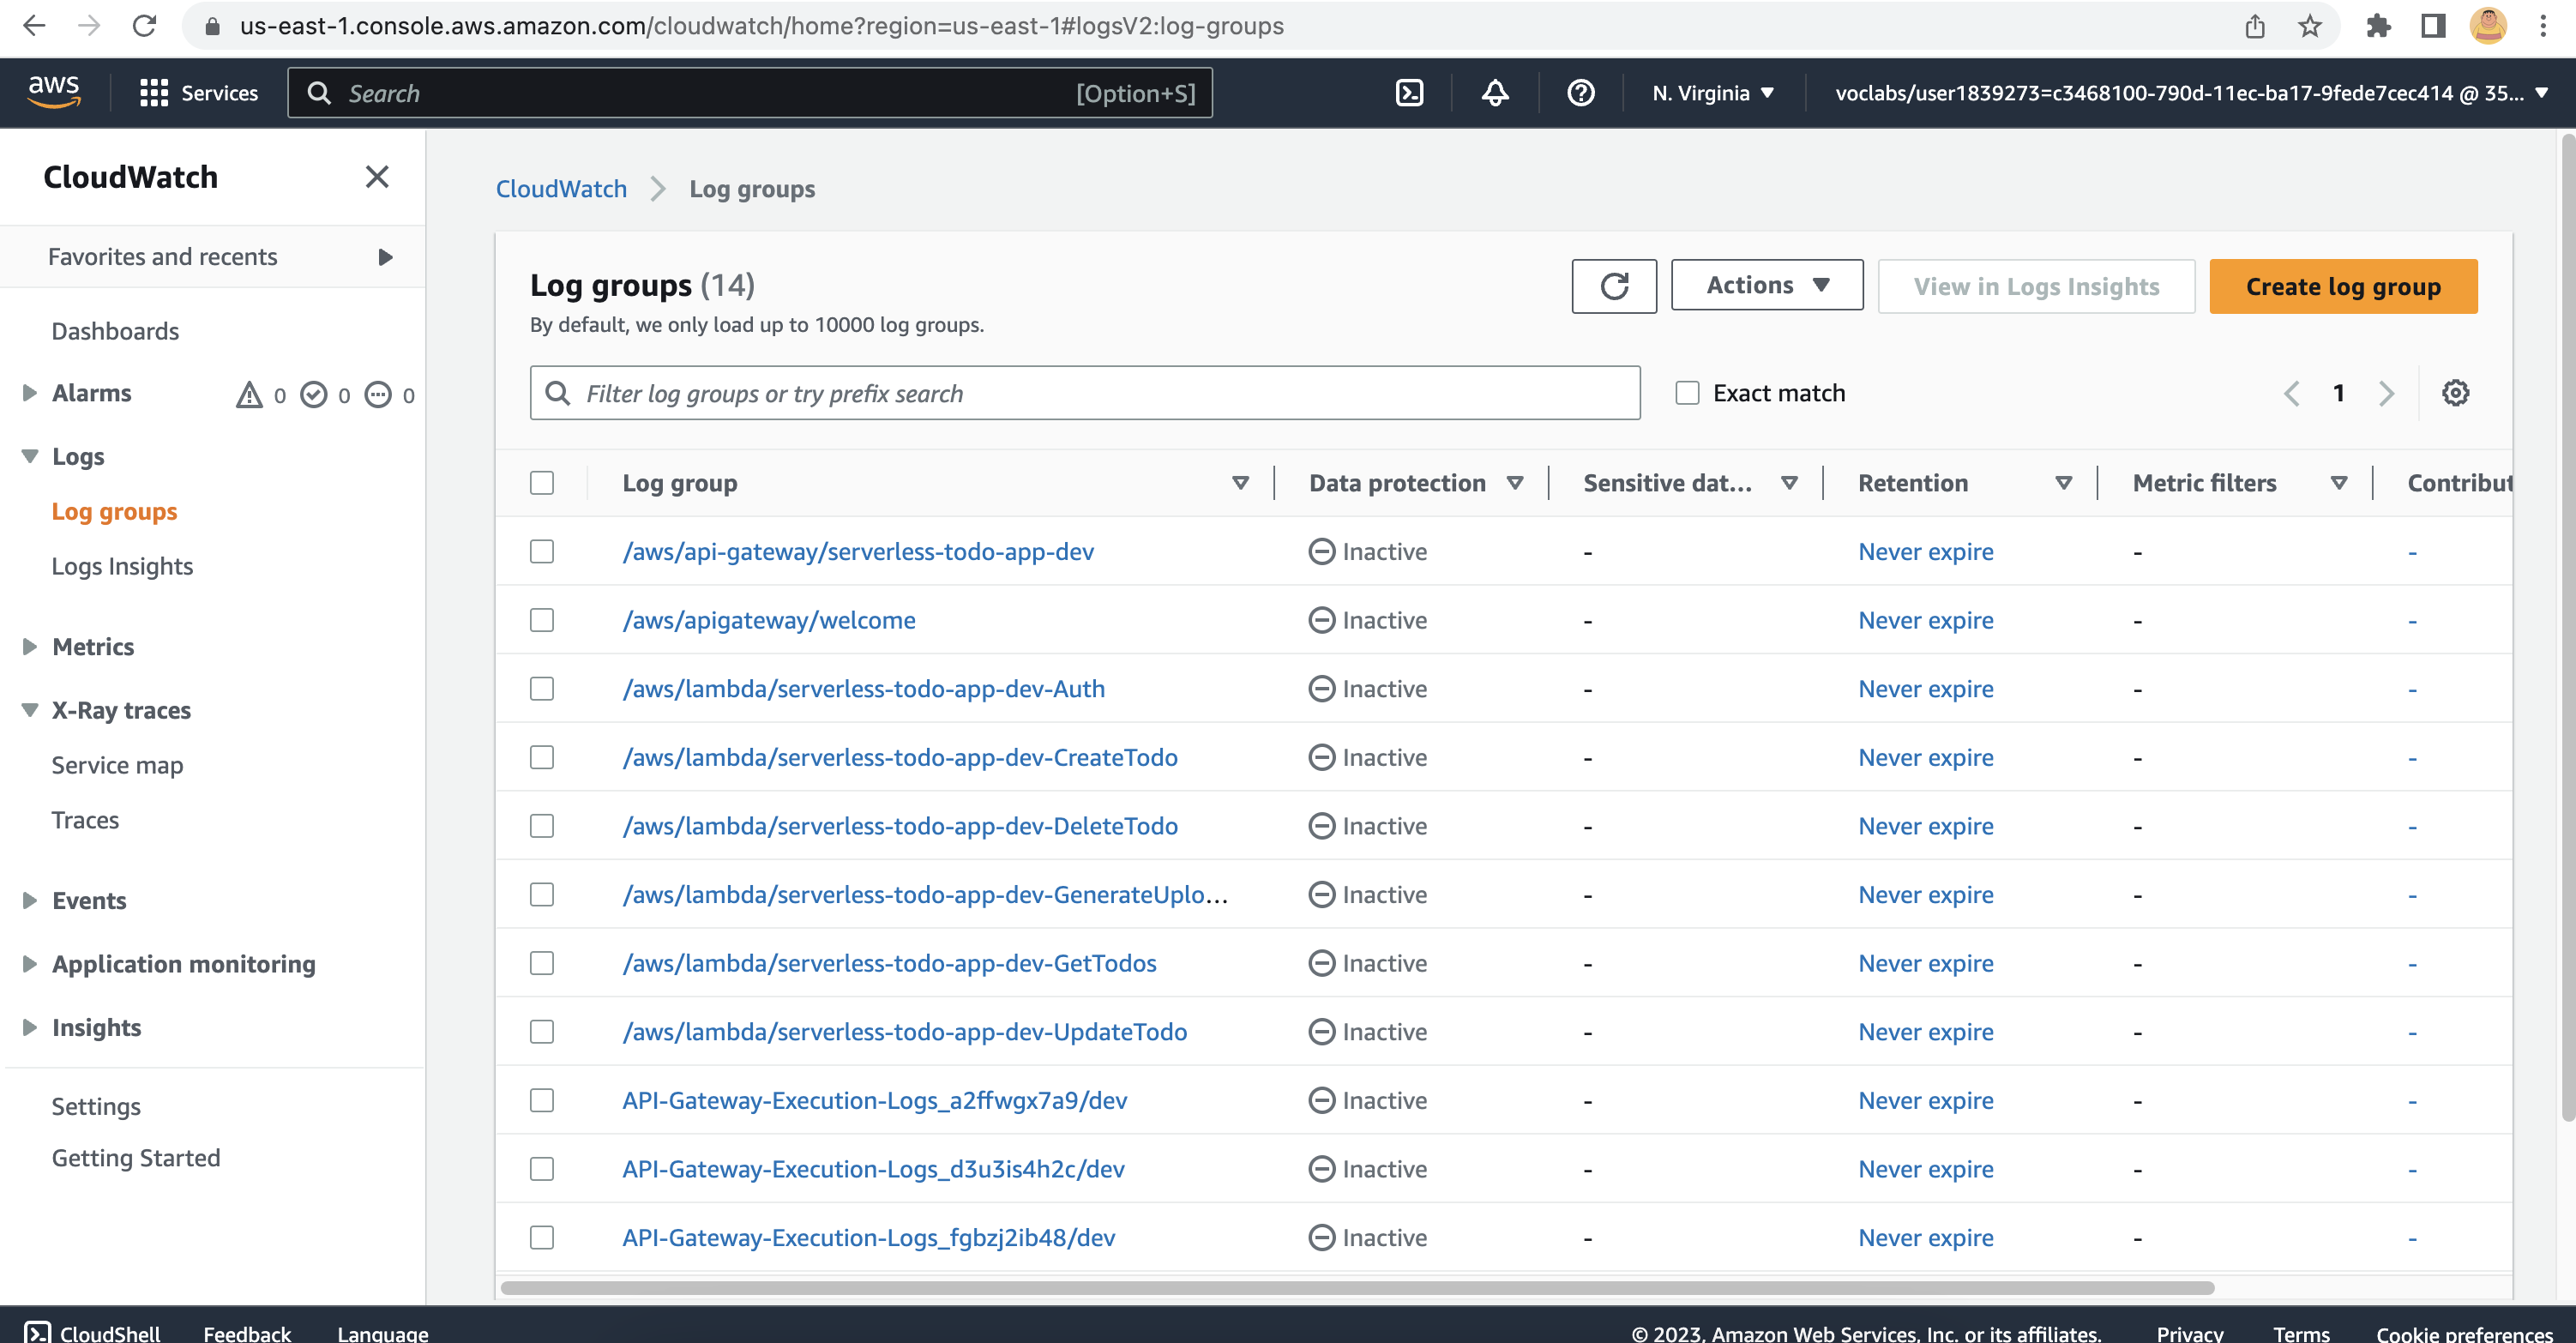 us-east-1.console.aws.amazon.com/cloudwatch/home?region=us-east-1#logsV2:log-groups
aws Services Search [Option+S] N. Virginia voclabs/user1839273=c3468100-790d-11ec-ba17-9fede7cec414 @ 35...
CloudWatch
Favorites and recents
Dashboards
Alarms 0 0 0
Logs
Log groups
Logs Insights
Metrics
X-Ray traces
Service map
Traces
Events
Application monitoring
Insights
Settings
Getting Started
CloudWatch Log groups
Log groups (14)
By default, we only load up to 10000 log groups.
Actions View in Logs Insights Create log group
Filter log groups or try prefix search Exact match 1
Log group Data protection Sensitive dat... Retention Metric filters Contribut
/aws/api-gateway/serverless-todo-app-dev Inactive - Never expire - -
/aws/apigateway/welcome Inactive - Never expire - -
/aws/lambda/serverless-todo-app-dev-Auth Inactive - Never expire - -
/aws/lambda/serverless-todo-app-dev-CreateTodo Inactive - Never expire - -
/aws/lambda/serverless-todo-app-dev-DeleteTodo Inactive - Never expire - -
/aws/lambda/serverless-todo-app-dev-GenerateUplo... Inactive - Never expire - -
/aws/lambda/serverless-todo-app-dev-GetTodos Inactive - Never expire - -
/aws/lambda/serverless-todo-app-dev-UpdateTodo Inactive - Never expire - -
API-Gateway-Execution-Logs_a2ffwgx7a9/dev Inactive - Never expire - -
API-Gateway-Execution-Logs_d3u3is4h2c/dev Inactive - Never expire - -
API-Gateway-Execution-Logs_fgbzj2ib48/dev Inactive - Never expire - -
CloudShell Feedback Language © 2023, Amazon Web Services, Inc. or its affiliates. Privacy Terms Cookie preferences